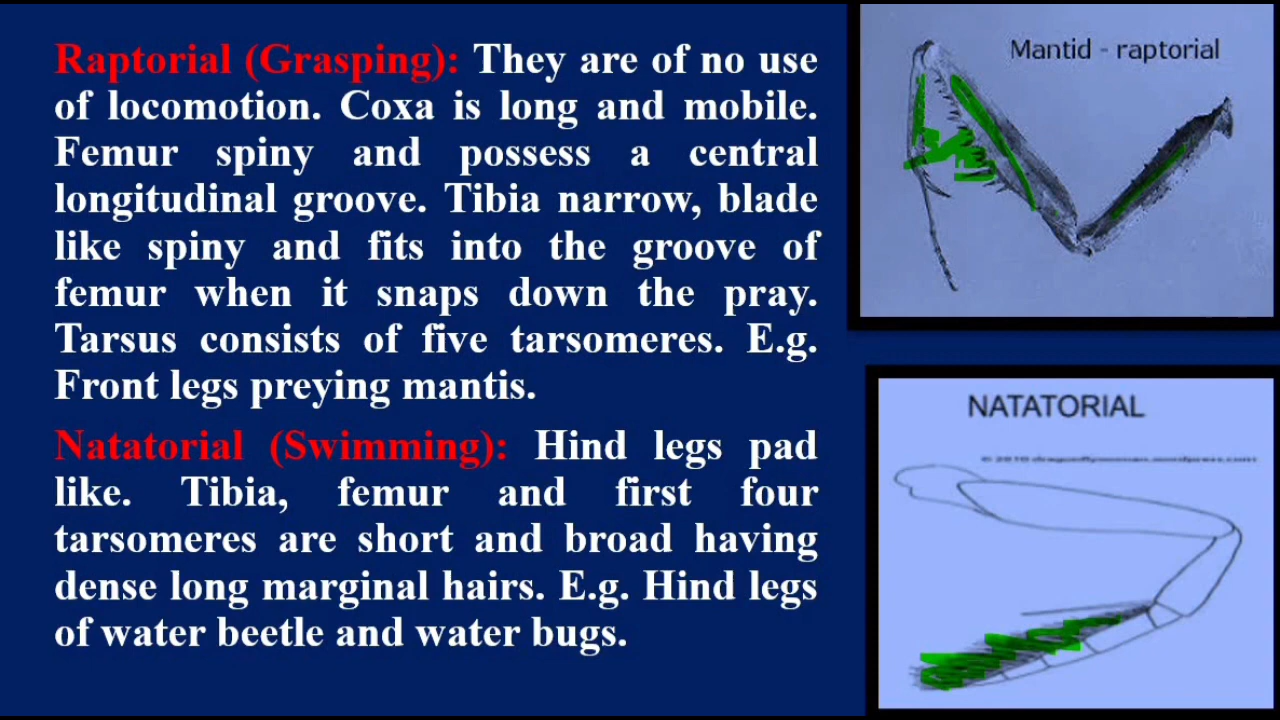 Raptorial (Grasping): They are of no use
of locomotion. Coxa is long and mobile.
Femur spiny and possess a central
longitudinal groove. Tibia narrow, blade
like spiny and fits into the groove of
femur when it snaps down the pray.
Tarsus consists of five tarsomeres. E.g.
Front legs preying mantis.
Natatorial (Swimming): Hind legs pad
like. Tibia, femur and first four
tarsomeres are short and broad having
dense long marginal hairs. E.g. Hind legs
of water beetle and water bugs.
Mantid - raptorial
NATATORIAL
© 2010 dragonflywoman.wordpress.com